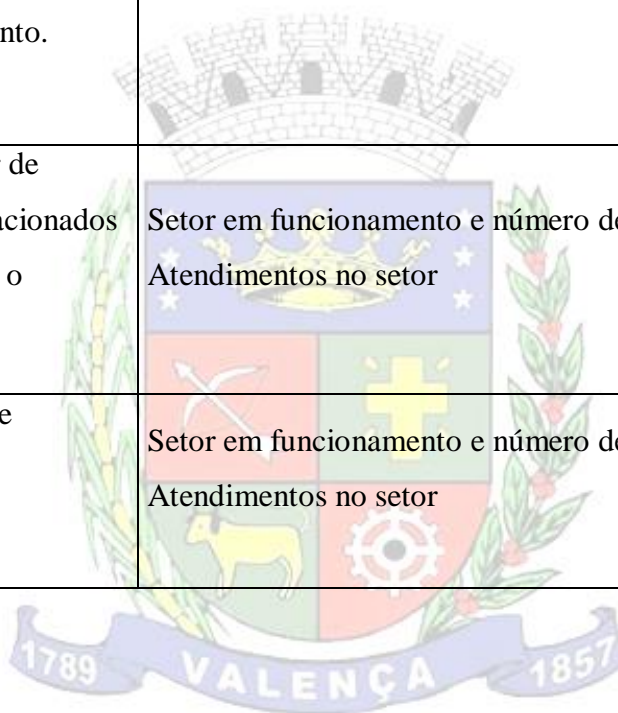 nto.
de
acionados
o
Setor em funcionamento e número de
Atendimentos no setor
e
Setor em funcionamento e número de
Atendimentos no setor
1789 VALENÇA 1857